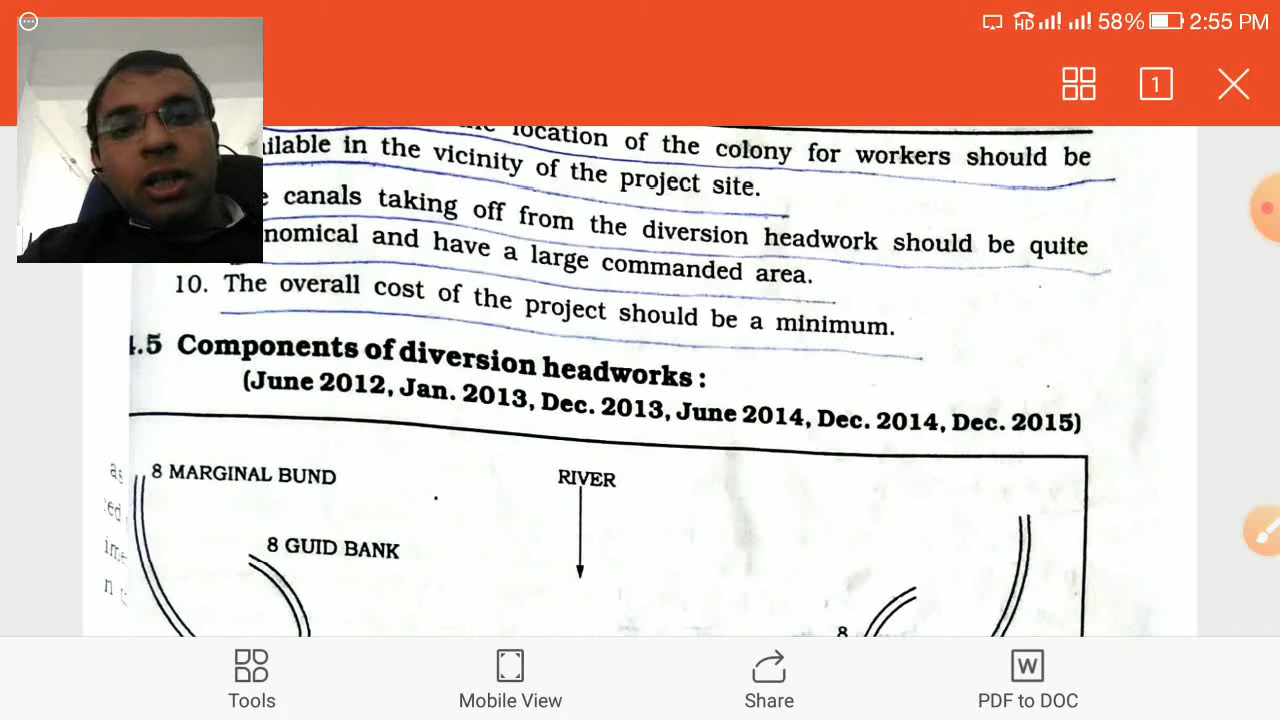 HD 58% 2:55 PM
1
location of the colony for workers should be
in the vicinity of the project site.
canals taking off from the diversion headwork should be quite
and have a large commanded area.
10. The overall cost of the project should be a minimum.
.5 Components of diversion headworks :
(June 2012, Jan. 2013, Dec. 2013, June 2014, Dec. 2014, Dec. 2015)
8 MARGINAL BUND
RIVER
8 GUID BANK
8
Tools
Mobile View
Share
W
PDF to DOC